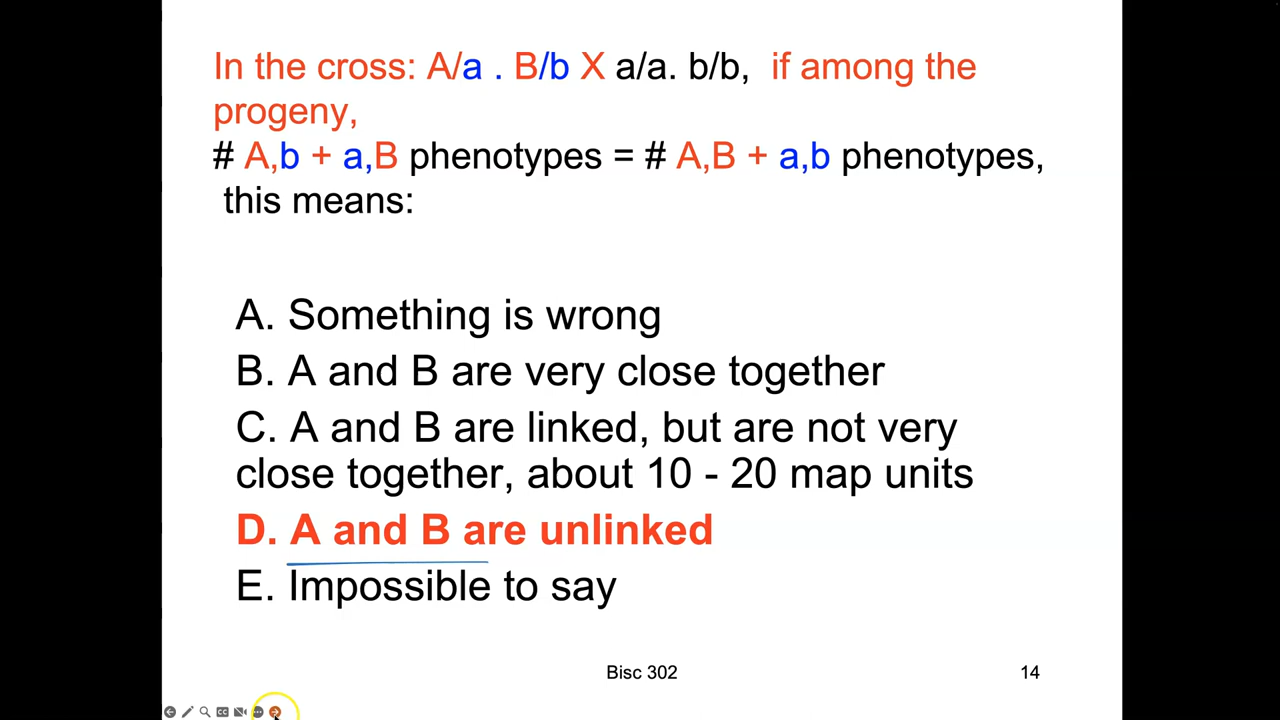 In the cross: A/a . B/b X a/a. b/b, if among the
progeny,
# A,b + a,B phenotypes = # A,B + a,b phenotypes,
this means:
A. Something is wrong
B. A and B are very close together
C. A and B are linked, but are not very
close together, about 10 - 20 map units
D. A and B are unlinked
E. Impossible to say
Bisc 302
14